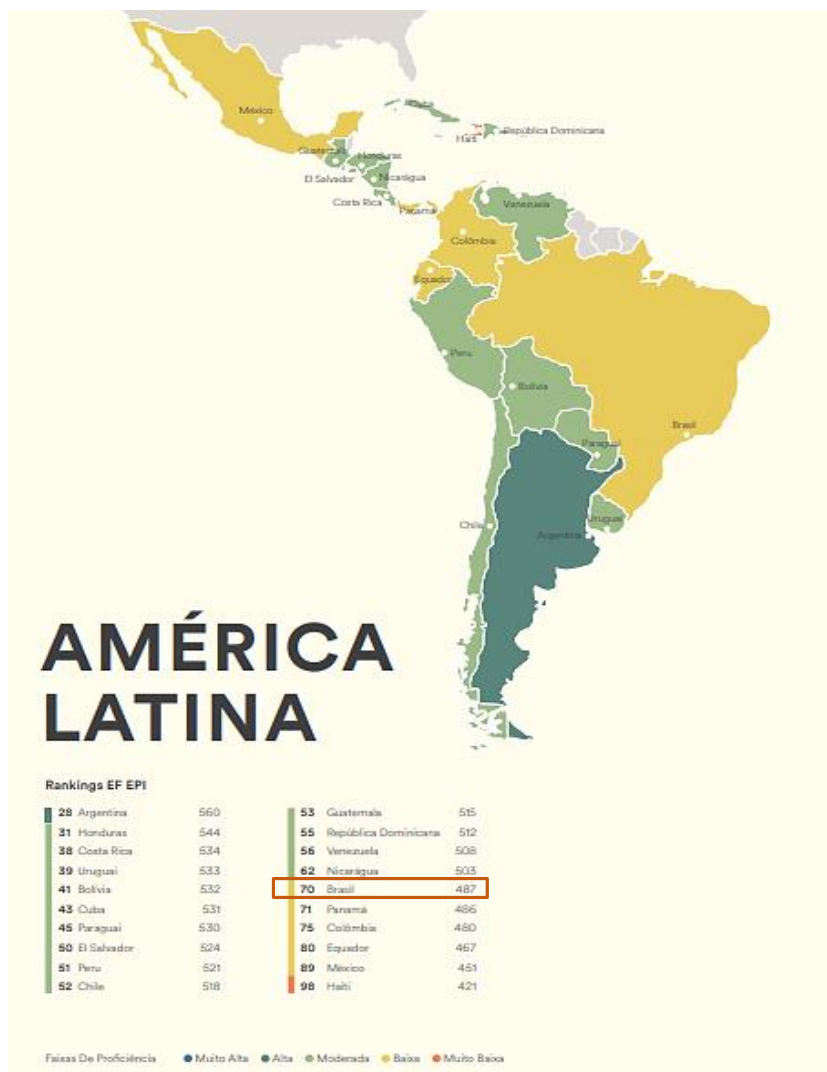 México
Cuba
Haiti
República Dominicana
Guatemala
Honduras
El Salvador
Nicarágua
Costa Rica
Panamá
Venezuela
Colômbia
Equador
Peru
Bolívia
Brasil
Paraguai
Chile
Uruguai
Argentina
AMÉRICA
LATINA
Rankings EF EPI
28 Argentina 560
31 Honduras 544
38 Costa Rica 534
39 Uruguai 533
41 Bolívia 532
43 Cuba 531
45 Paraguai 530
50 El Salvador 524
51 Peru 521
52 Chile 518
53 Guatemala 515
55 República Dominicana 512
56 Venezuela 508
62 Nicarágua 503
70 Brasil 487
71 Panamá 486
75 Colômbia 480
80 Equador 467
89 México 451
98 Haiti 421
Faixas De Proficiência Muito Alta Alta Moderada Baixa Muito Baixa